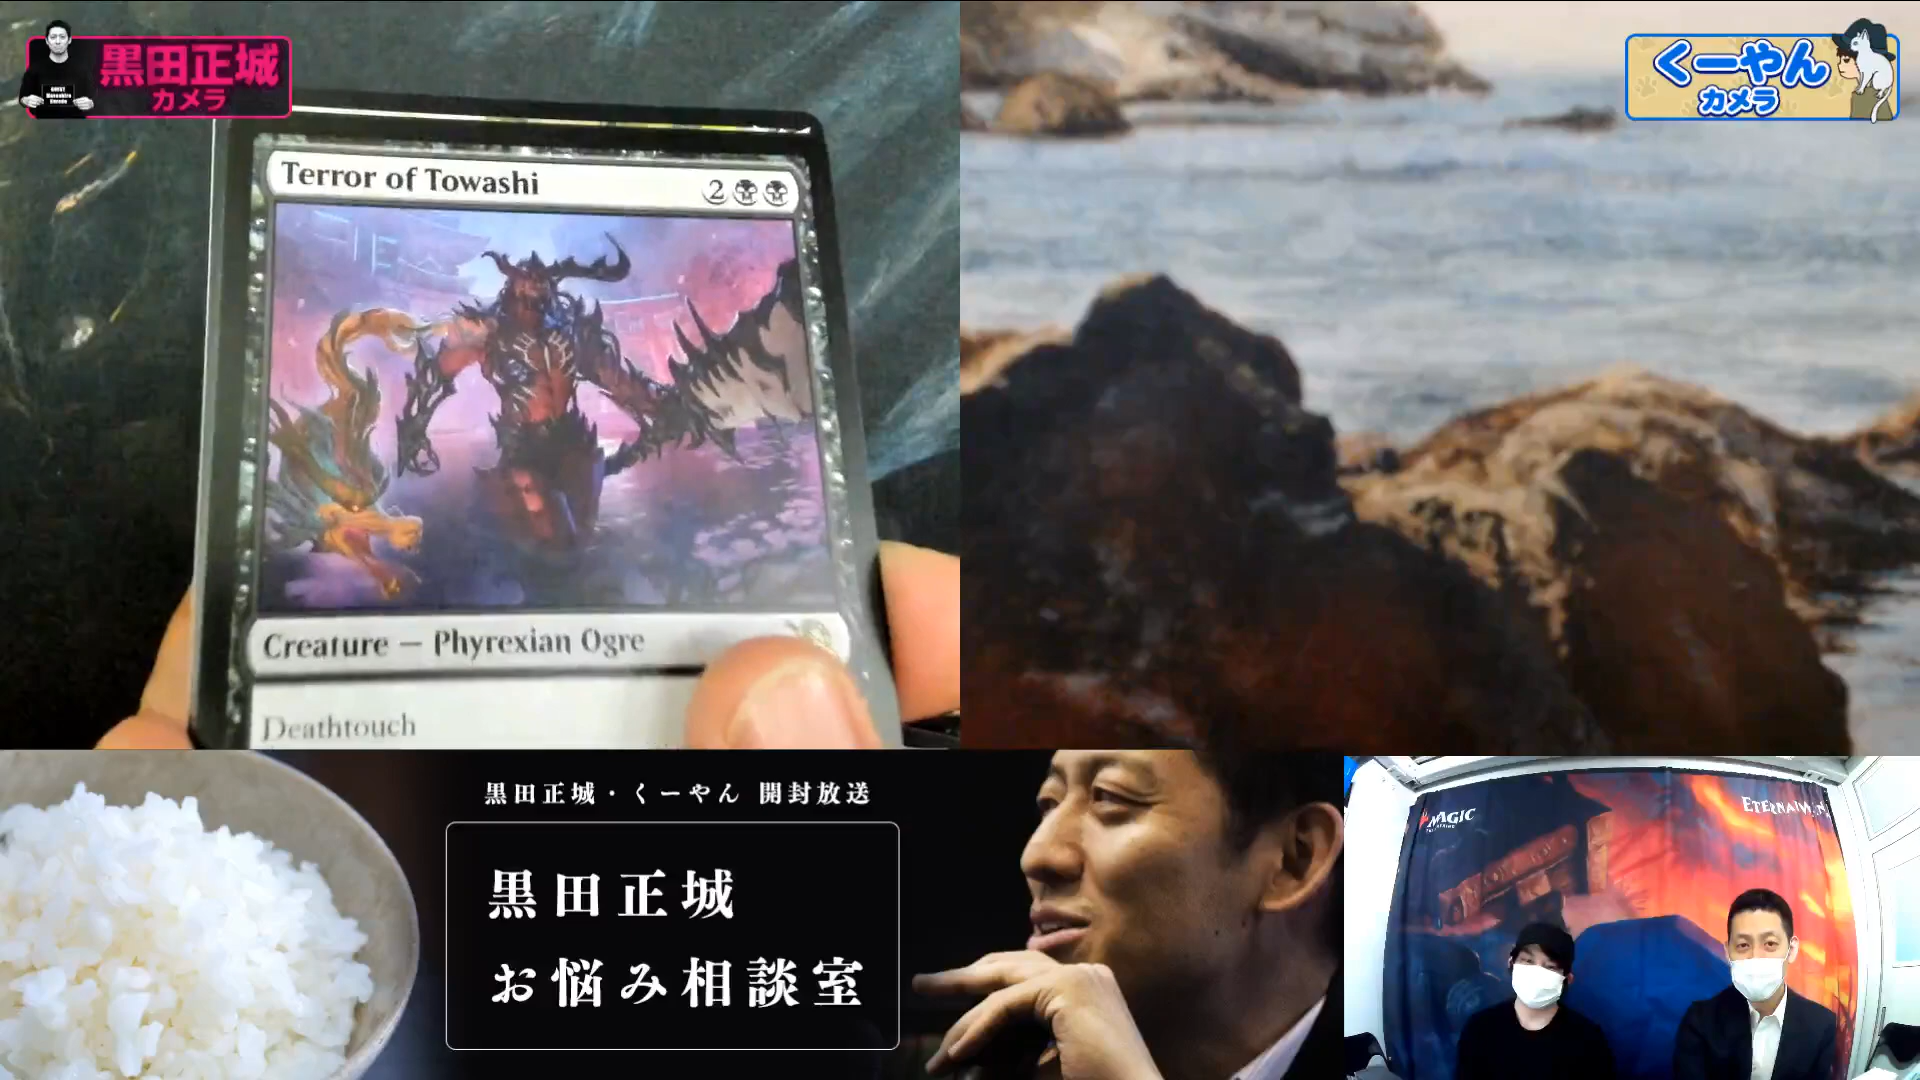 黒田正城
カメラ
くーやん
カメラ
Terror of Towashi
2
Creature — Phyrexian Ogre
Deathtouch
黒田正城・くーやん 開封放送
黒田正城
お悩み相談室
MAGIC